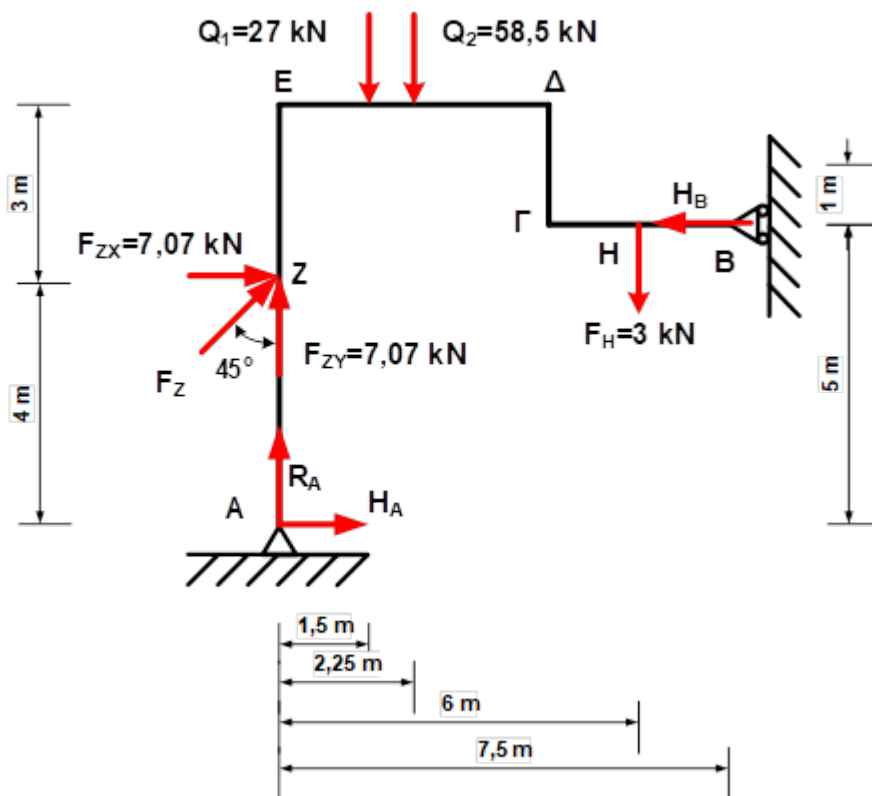 Q1=27 kN
Q2=58,5 kN
E
Δ
3 m
1 m
HB
Γ
H
B
FZX=7,07 kN
Z
FH=3 kN
FZY=7,07 kN
45°
FZ
4 m
5 m
RA
A
HA
1,5 m
2,25 m
6 m
7,5 m